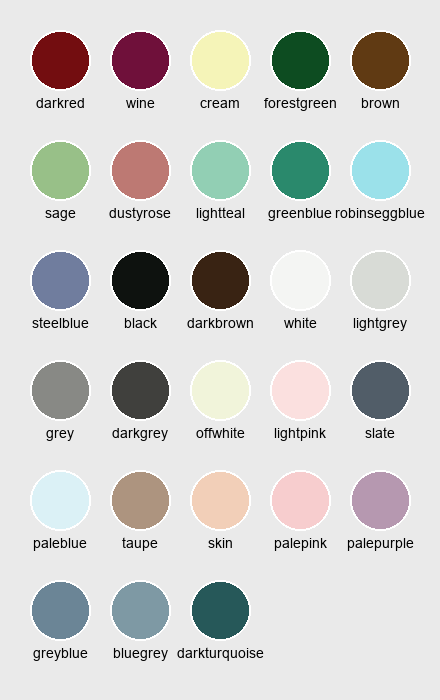 darkred wine cream forestgreen brown
sage dustyrose lightteal greenblue robinseggblue
steelblue black darkbrown white lightgrey
grey darkgrey offwhite lightpink slate
paleblue taupe skin palepink palepurple
greyblue bluegrey darkturquoise